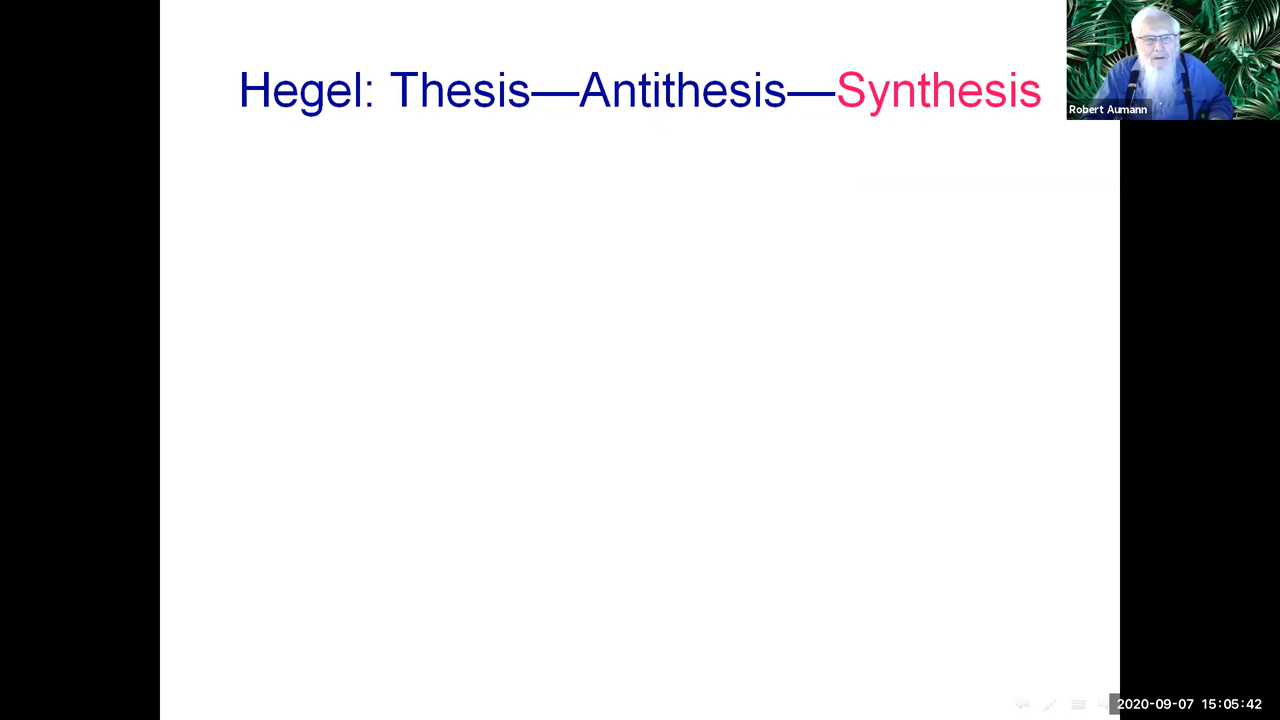 Hegel: Thesis—Antithesis—Synthesis
Robert Aumann
2020-09-07 15:05:42